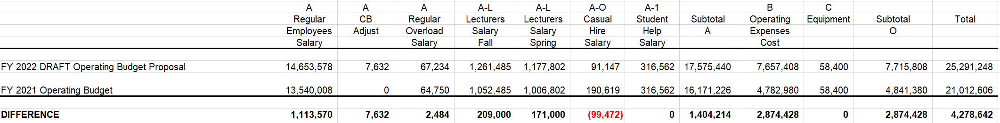 A A A A-L A-L A-O A-1 B C
Regular CB Regular Lecturers Lecturers Casual Student Subtotal Operating Equipment Subtotal Total
Employees Adjust Overload Salary Salary Hire Help A Expenses O
Salary Salary Fall Spring Salary Salary Cost
FY 2022 DRAFT Operating Budget Proposal 14,653,578 7,632 67,234 1,261,485 1,177,802 91,147 316,562 17,575,440 7,657,408 58,400 7,715,808 25,291,248
FY 2021 Operating Budget 13,540,008 0 64,750 1,052,485 1,006,802 190,619 316,562 16,171,226 4,782,980 58,400 4,841,380 21,012,606
DIFFERENCE 1,113,570 7,632 2,484 209,000 171,000 (99,472) 0 1,404,214 2,874,428 0 2,874,428 4,278,642